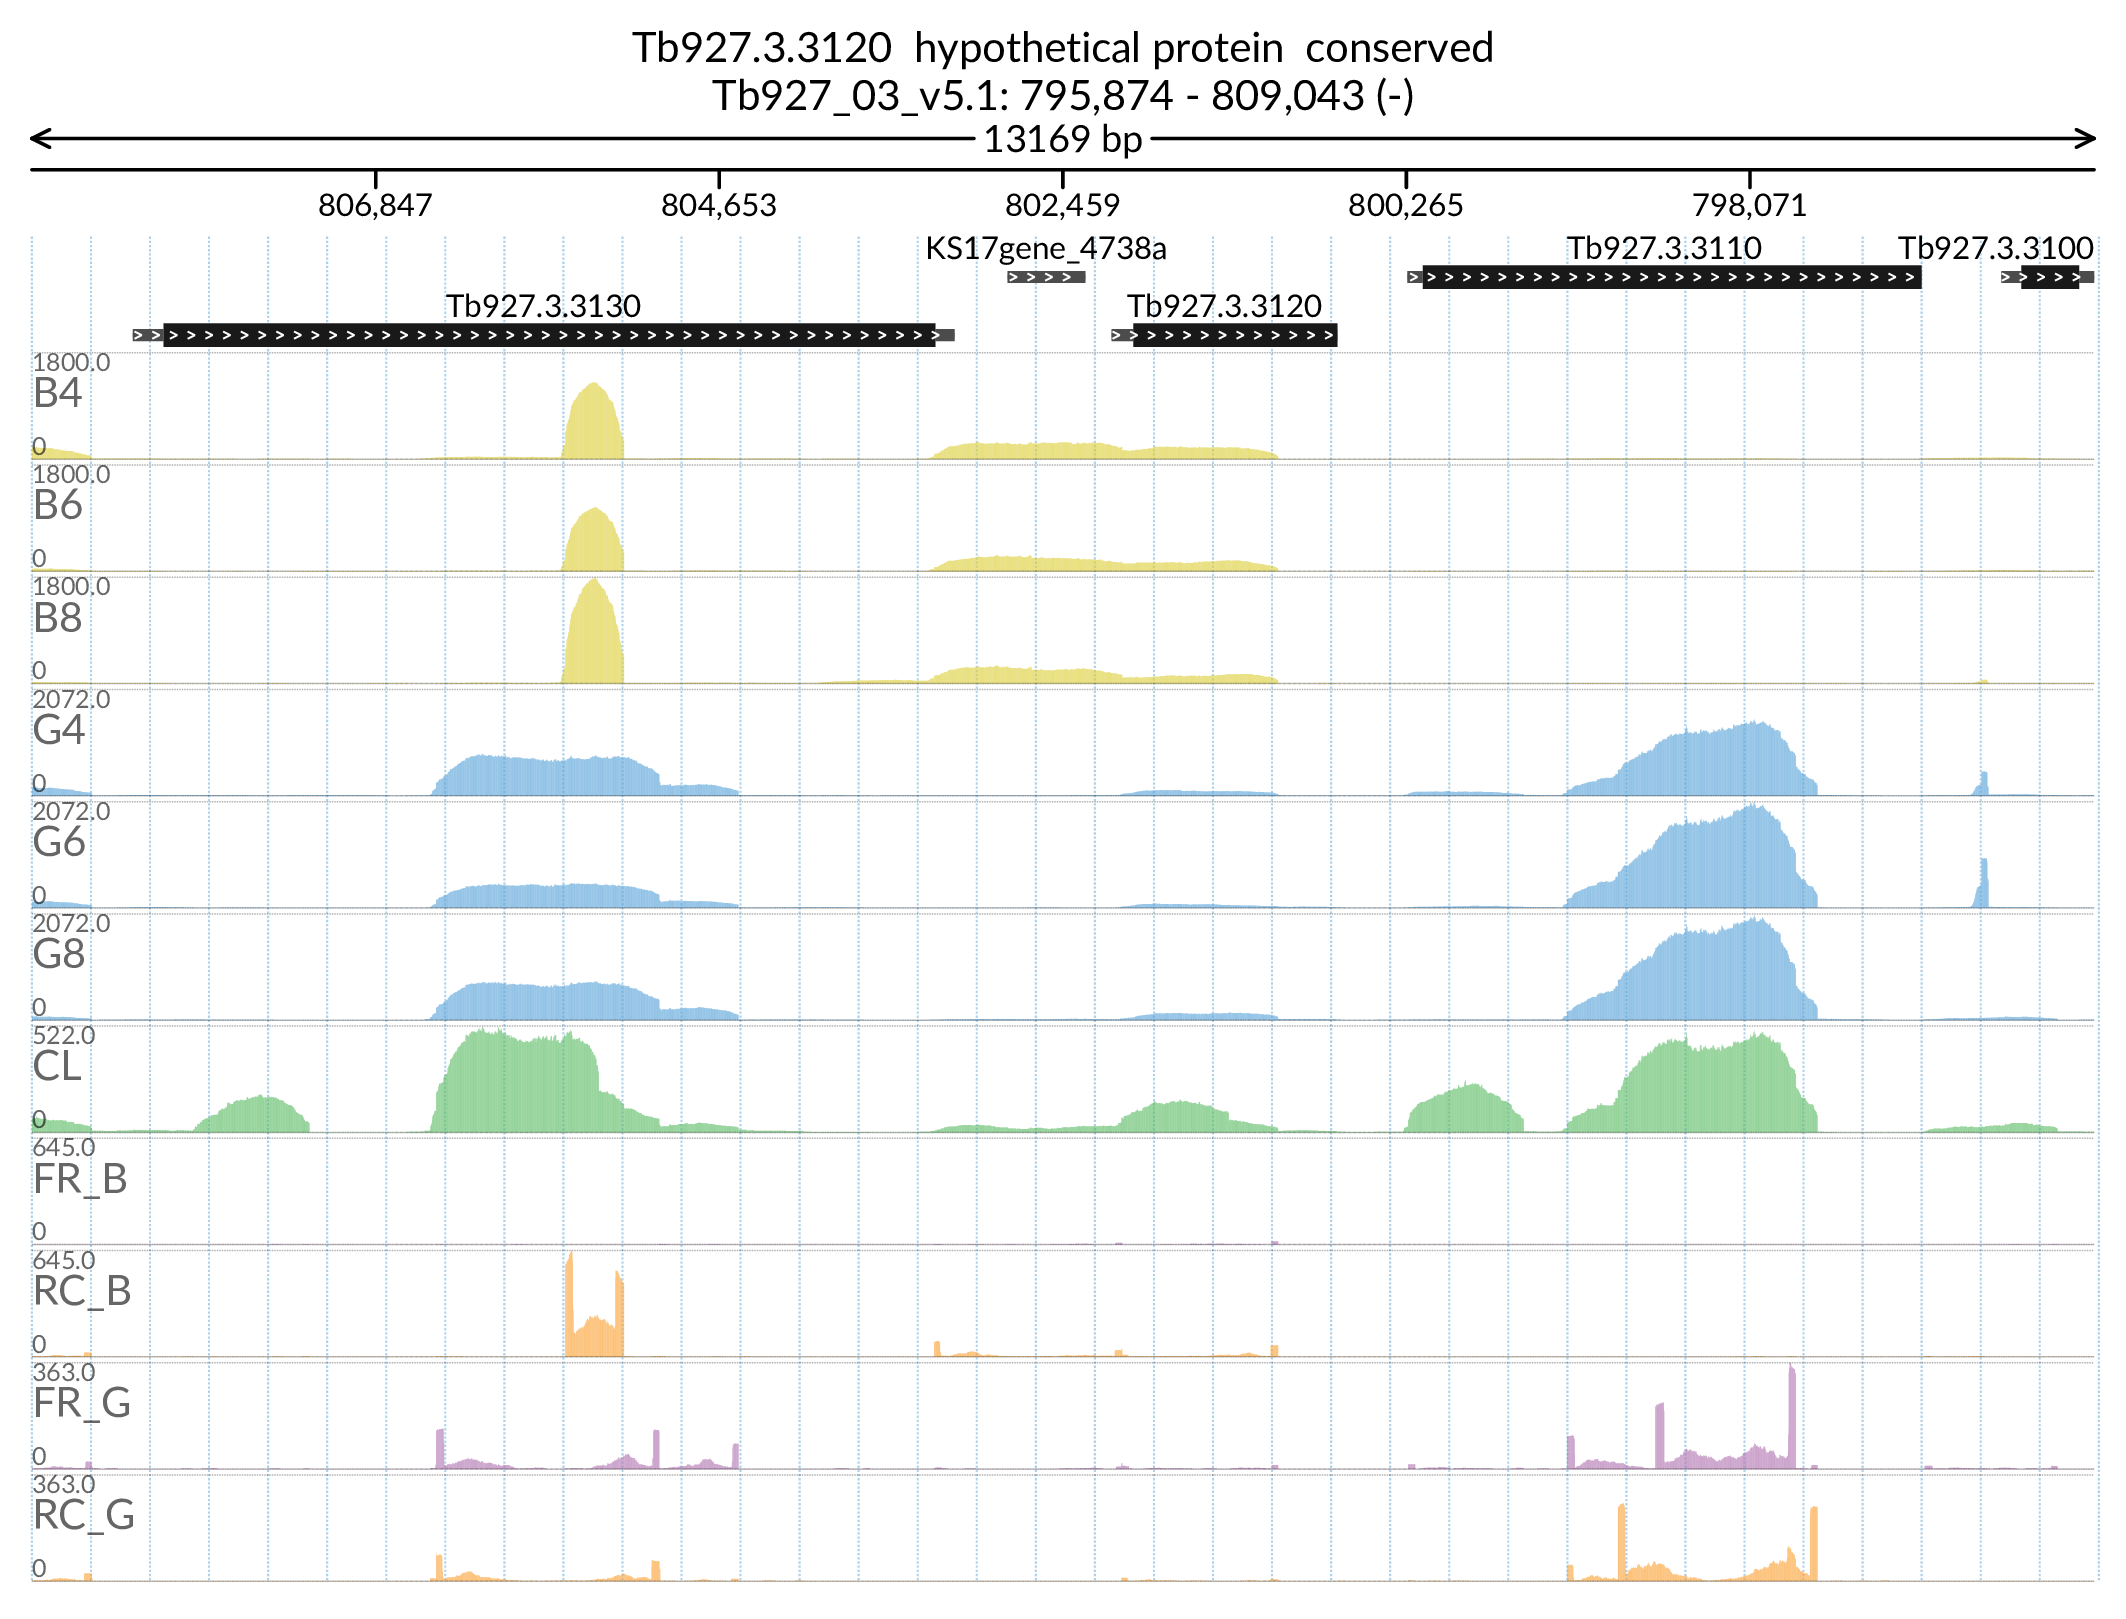 Tb927.3.3120 hypothetical protein conserved
Tb927_03_v5.1: 795,874 - 809,043 (-)
13169 bp
806,847 804,653 802,459 800,265 798,071
KS17gene_4738a Tb927.3.3110 Tb927.3.3100
Tb927.3.3130 Tb927.3.3120
1800.0
B4
0
1800.0
B6
0
1800.0
B8
0
2072.0
G4
0
2072.0
G6
0
2072.0
G8
0
522.0
CL
0
645.0
FR_B
0
645.0
RC_B
0
363.0
FR_G
0
363.0
RC_G
0